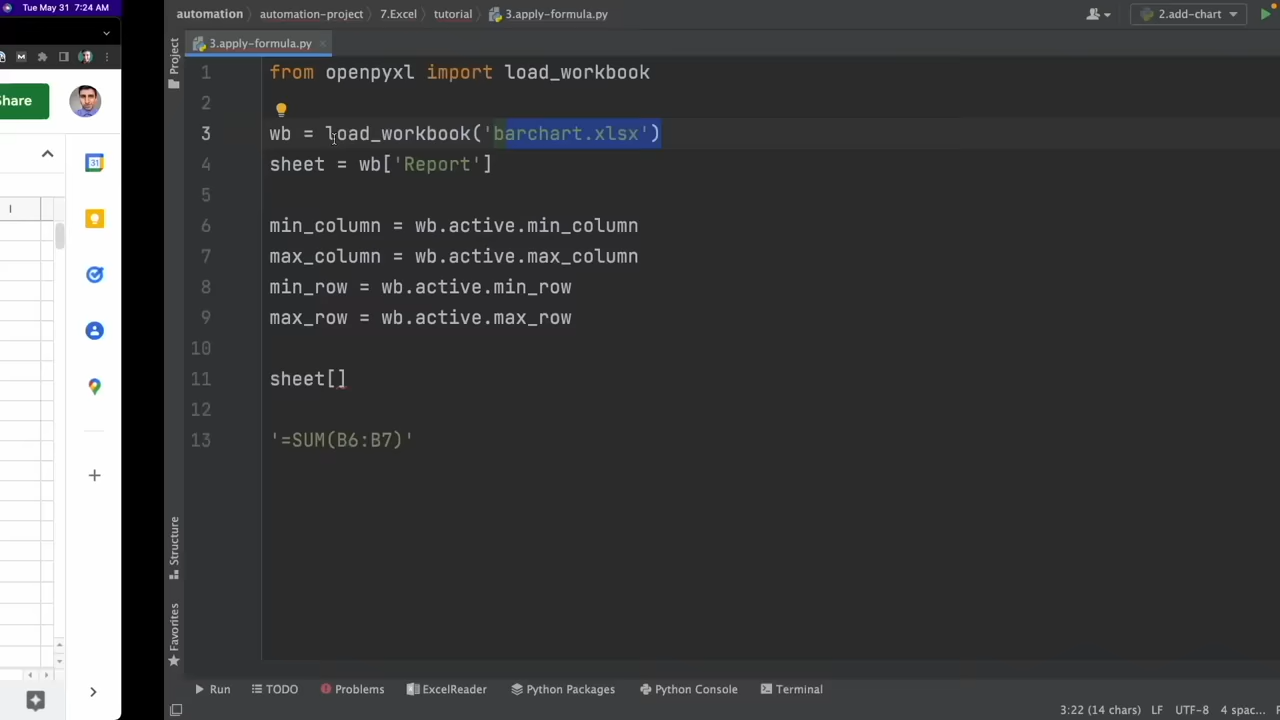 Tue May 31 7:24 AM
Share
I
31
automation
automation-project
7.Excel
tutorial
3.apply-formula.py
2.add-chart
Project
3.apply-formula.py
1 from openpyxl import load_workbook
2
3 wb = load_workbook('barchart.xlsx')
4 sheet = wb['Report']
5
6 min_column = wb.active.min_column
7 max_column = wb.active.max_column
8 min_row = wb.active.min_row
9 max_row = wb.active.max_row
10
11 sheet[]
12
13 '=SUM(B6:B7)'
Structure
Favorites
Run
TODO
Problems
ExcelReader
Python Packages
Python Console
Terminal
3:22 (14 chars) LF UTF-8 4 spac...